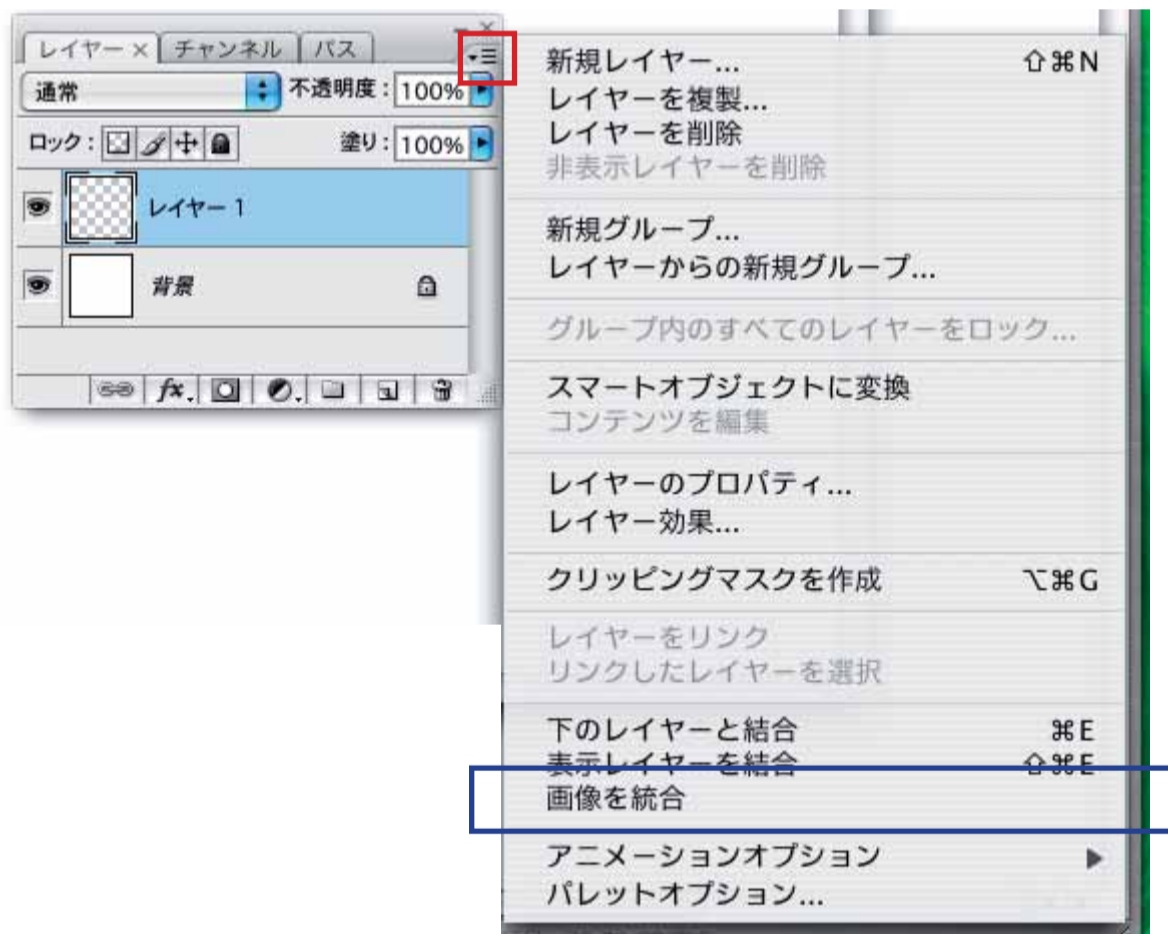 レイヤー × チャンネル パス
通常 不透明度： 100%
ロック： 塗り： 100%
レイヤー 1
背景
fx.
新規レイヤー... ⇧⌘N
レイヤーを複製...
レイヤーを削除
非表示レイヤーを削除
新規グループ...
レイヤーからの新規グループ...
グループ内のすべてのレイヤーをロック...
スマートオブジェクトに変換
コンテンツを編集
レイヤーのプロパティ...
レイヤー効果...
クリッピングマスクを作成 ⌥⌘G
レイヤーをリンク
リンクしたレイヤーを選択
下のレイヤーと結合 ⌘E
表示レイヤーを結合 ⇧⌘E
画像を統合
アニメーションオプション ▶
パレットオプション...